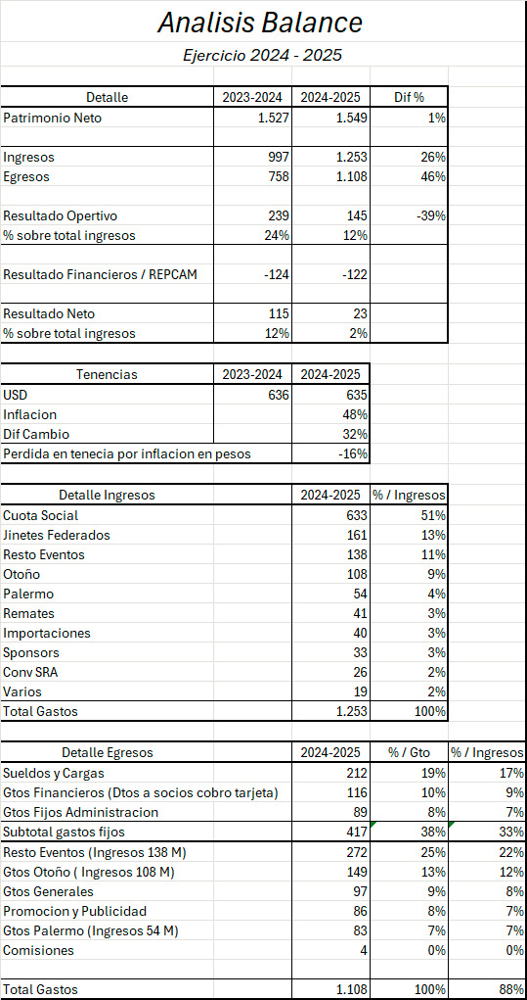 Analisis Balance
Ejercicio 2024 - 2025
Detalle 2023-2024 2024-2025 Dif %
Patrimonio Neto 1.527 1.549 1%
Ingresos 997 1.253 26%
Egresos 758 1.108 46%
Resultado Opertivo 239 145 -39%
% sobre total ingresos 24% 12%
Resultado Financieros / REPCAM -124 -122
Resultado Neto 115 23
% sobre total ingresos 12% 2%
Tenencias 2023-2024 2024-2025
USD 636 635
Inflacion 48%
Dif Cambio 32%
Perdida en tenecia por inflacion en pesos -16%
Detalle Ingresos 2024-2025 % / Ingresos
Cuota Social 633 51%
Jinetes Federados 161 13%
Resto Eventos 138 11%
Otoño 108 9%
Palermo 54 4%
Remates 41 3%
Importaciones 40 3%
Sponsors 33 3%
Conv SRA 26 2%
Varios 19 2%
Total Gastos 1.253 100%
Detalle Egresos 2024-2025 % / Gto % / Ingresos
Sueldos y Cargas 212 19% 17%
Gtos Financieros (Dtos a socios cobro tarjeta) 116 10% 9%
Gtos Fijos Administracion 89 8% 7%
Subtotal gastos fijos 417 38% 33%
Resto Eventos (Ingresos 138 M) 272 25% 22%
Gtos Otoño ( Ingresos 108 M) 149 13% 12%
Gtos Generales 97 9% 8%
Promocion y Publicidad 86 8% 7%
Gtos Palermo (Ingresos 54 M) 83 7% 7%
Comisiones 4 0% 0%
Total Gastos 1.108 100% 88%